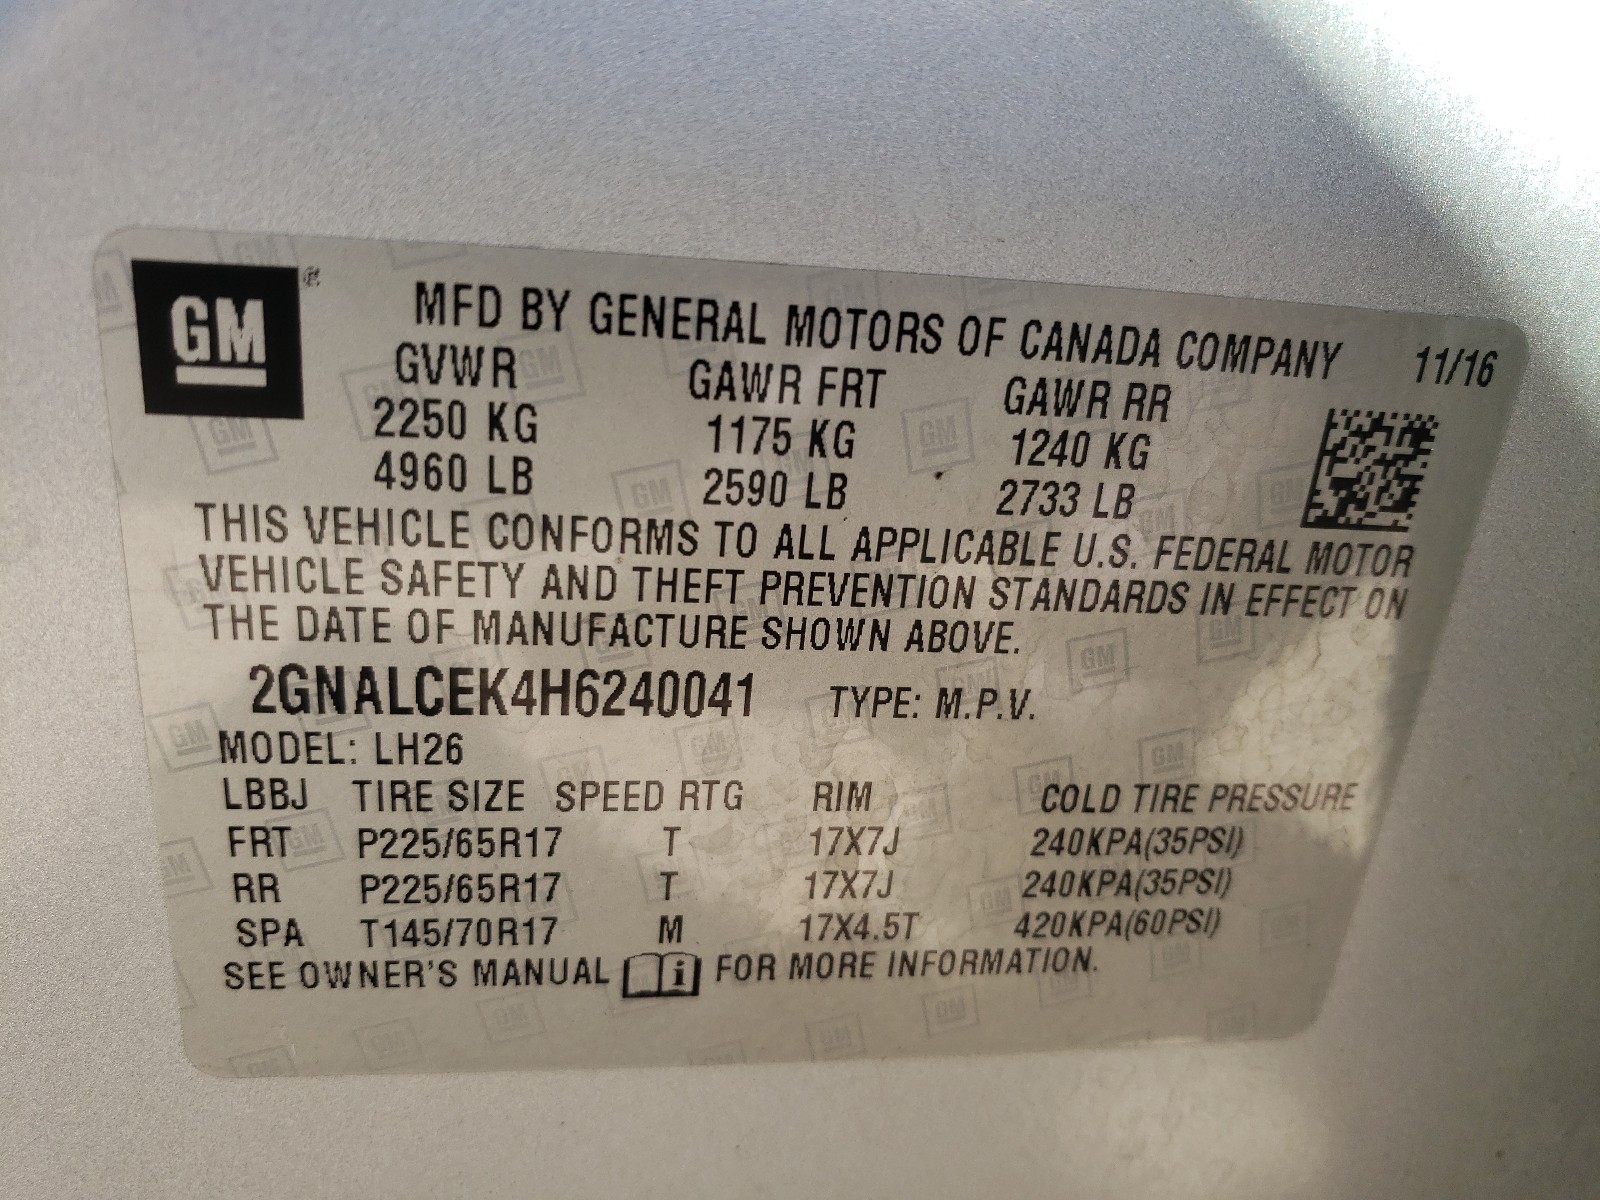 GM
MFD BY GENERAL MOTORS OF CANADA COMPANY 11/16
GVWR GAWR FRT GAWR RR
2250 KG 1175 KG 1240 KG
4960 LB 2590 LB 2733 LB
THIS VEHICLE CONFORMS TO ALL APPLICABLE U.S. FEDERAL MOTOR
VEHICLE SAFETY AND THEFT PREVENTION STANDARDS IN EFFECT ON
THE DATE OF MANUFACTURE SHOWN ABOVE.
2GNALCEK4H6240041 TYPE: M.P.V.
MODEL: LH26
LBBJ TIRE SIZE SPEED RTG RIM COLD TIRE PRESSURE
FRT P225/65R17 T 17X7J 240KPA(35PSI)
RR P225/65R17 T 17X7J 240KPA(35PSI)
SPA T145/70R17 M 17X4.5T 420KPA(60PSI)
SEE OWNER'S MANUAL i FOR MORE INFORMATION.